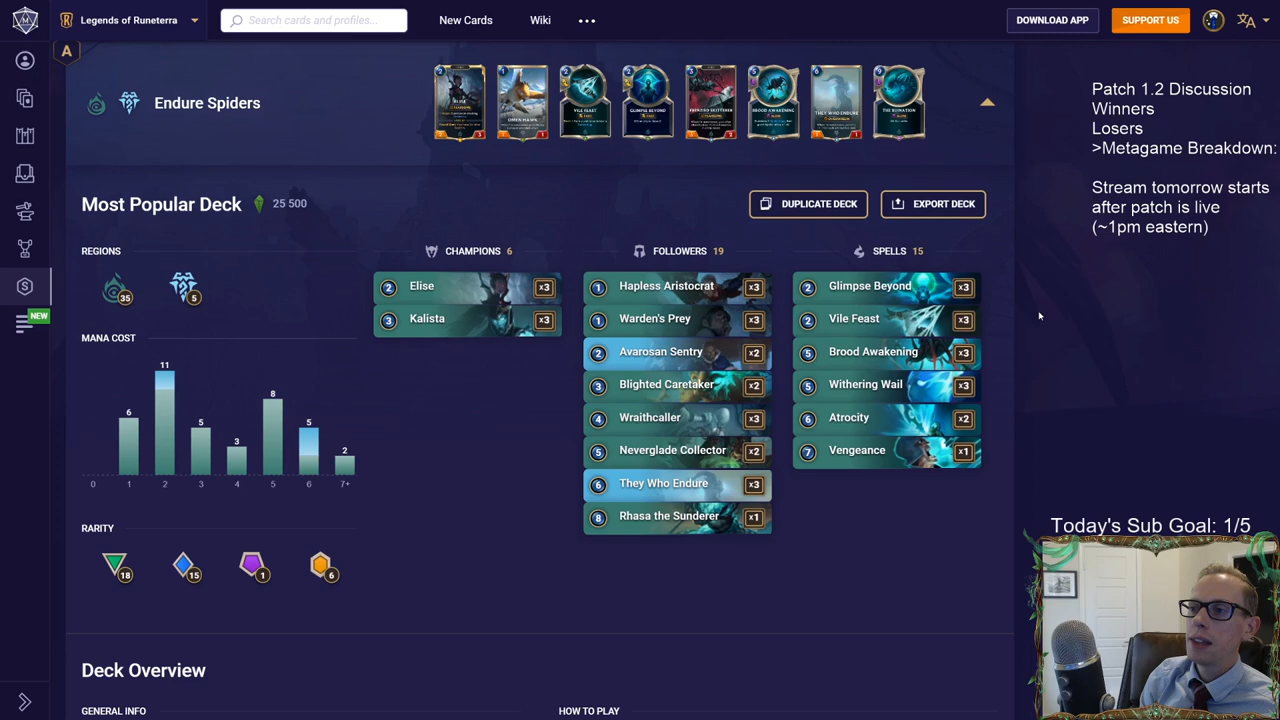 Legends of Runeterra
Search cards and profiles...
New Cards
Wiki
DOWNLOAD APP
SUPPORT US
A
Endure Spiders
Patch 1.2 Discussion
Winners
Losers
>Metagame Breakdown:
Stream tomorrow starts
after patch is live
(~1pm eastern)
Most Popular Deck
25 500
DUPLICATE DECK
EXPORT DECK
REGIONS
35
5
MANA COST
6
11
5
3
8
5
2
0 1 2 3 4 5 6 7+
RARITY
18
15
1
6
CHAMPIONS 6
2 Elise x3
3 Kalista x3
FOLLOWERS 19
1 Hapless Aristocrat x3
1 Warden's Prey x3
2 Avarosan Sentry x2
3 Blighted Caretaker x2
4 Wraithcaller x3
5 Neverglade Collector x2
6 They Who Endure x3
8 Rhasa the Sunderer x1
SPELLS 15
2 Glimpse Beyond x3
2 Vile Feast x3
5 Brood Awakening x3
5 Withering Wail x3
6 Atrocity x2
7 Vengeance x1
NEW
Today's Sub Goal: 1/5
Deck Overview
GENERAL INFO
HOW TO PLAY